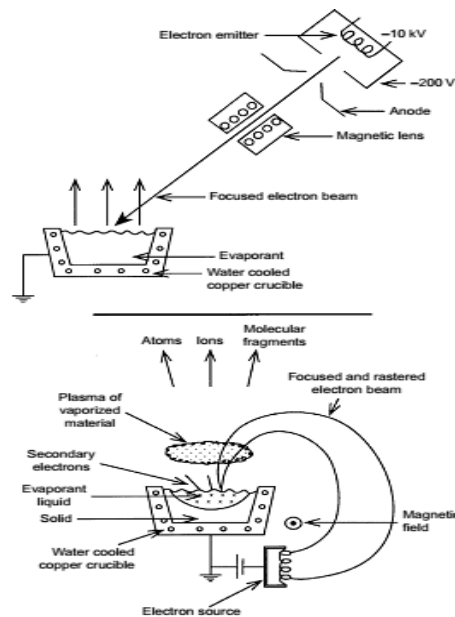 Electron emitter
–10 kV
–200 V
Anode
Magnetic lens
Focused electron beam
Evaporant
Water cooled
copper crucible
Atoms Ions Molecular
fragments
Focused and rastered
electron beam
Plasma of
vaporized
material
Secondary
electrons
Evaporant
liquid
Solid
Magnetic
field
Water cooled
copper crucible
Electron source